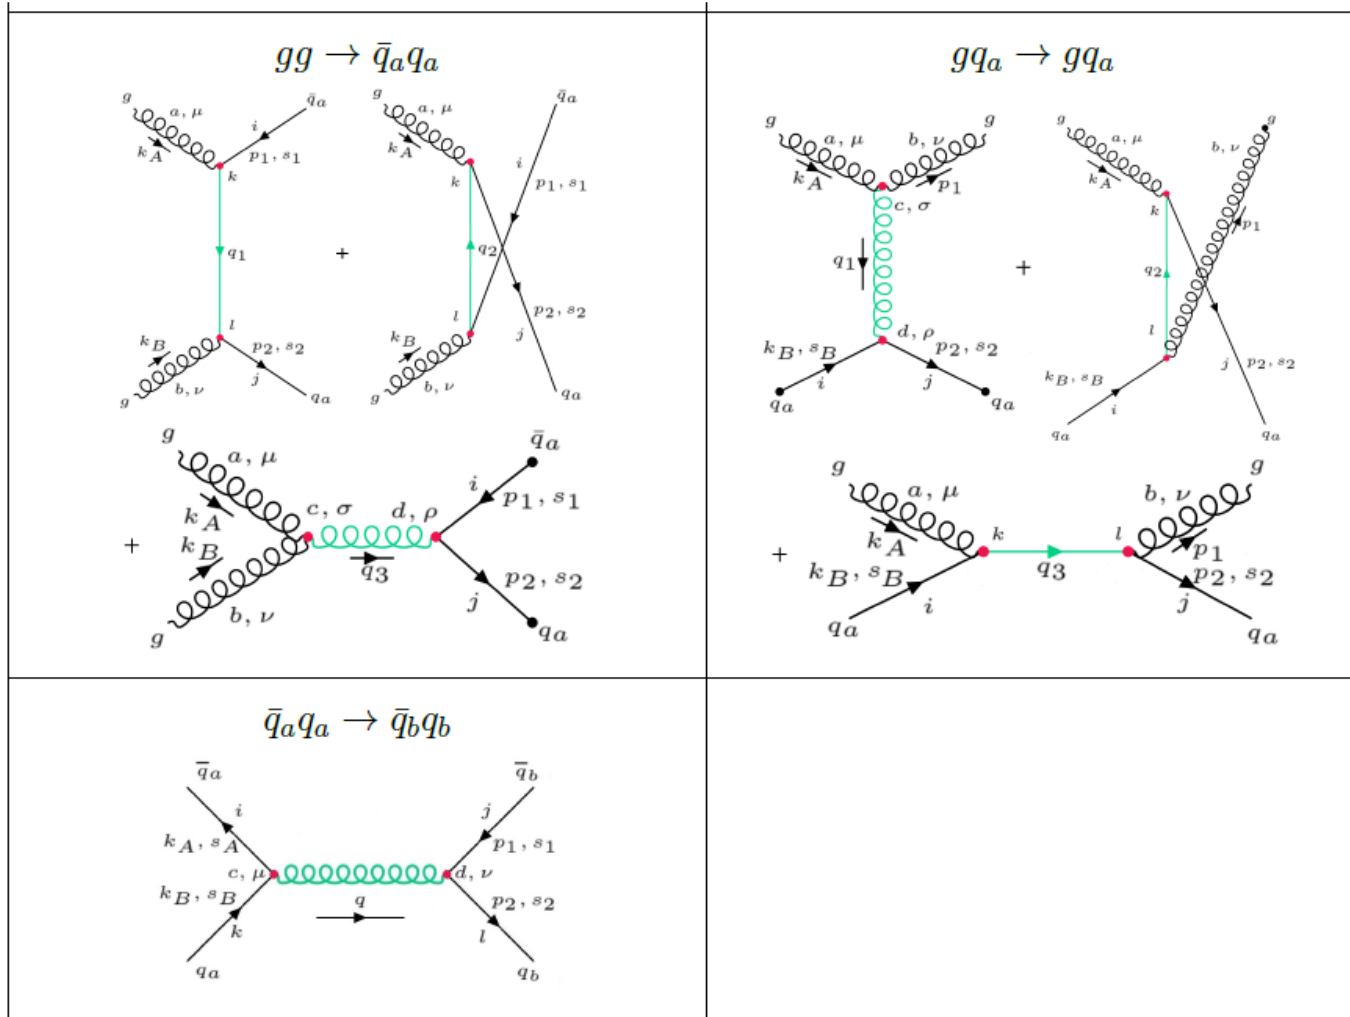 gg → q̄ₐqₐ
g
a, μ
k_A
q̄ₐ
i
p₁, s₁
k
q₁
l
k_B
b, ν
g
p₂, s₂
j
qₐ
+
g
a, μ
k_A
q̄ₐ
i
p₁, s₁
k
q₂
p₂, s₂
j
l
k_B
b, ν
g
qₐ
+
g
a, μ
k_A
k_B
b, ν
g
c, σ
d, ρ
q₃
q̄ₐ
i
p₁, s₁
p₂, s₂
j
qₐ
gqₐ → gqₐ
g
a, μ
k_A
b, ν
g
p₁
c, σ
q₁
d, ρ
k_B, s_B
i
qₐ
p₂, s₂
j
qₐ
+
g
a, μ
k_A
g
b, ν
p₁
k
q₂
l
k_B, s_B
i
qₐ
j
p₂, s₂
qₐ
+
g
a, μ
k_A
k_B, s_B
i
qₐ
k
q₃
l
b, ν
g
p₁
p₂, s₂
j
qₐ
q̄ₐqₐ → q̄_bq_b
q̄ₐ
i
k_A, s_A
c, μ
k_B, s_B
k
qₐ
q
q̄_b
j
p₁, s₁
d, ν
p₂, s₂
l
q_b